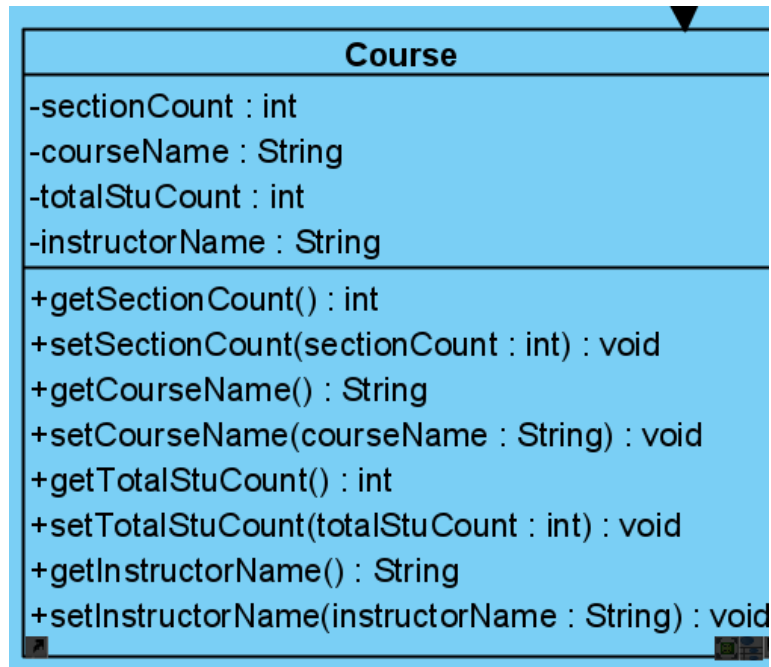 Course
-sectionCount : int
-courseName : String
-totalStuCount : int
-instructorName : String
+getSectionCount() : int
+setSectionCount(sectionCount : int) : void
+getCourseName() : String
+setCourseName(courseName : String) : void
+getTotalStuCount() : int
+setTotalStuCount(totalStuCount : int) : void
+getInstructorName() : String
+setInstructorName(instructorName : String) : void